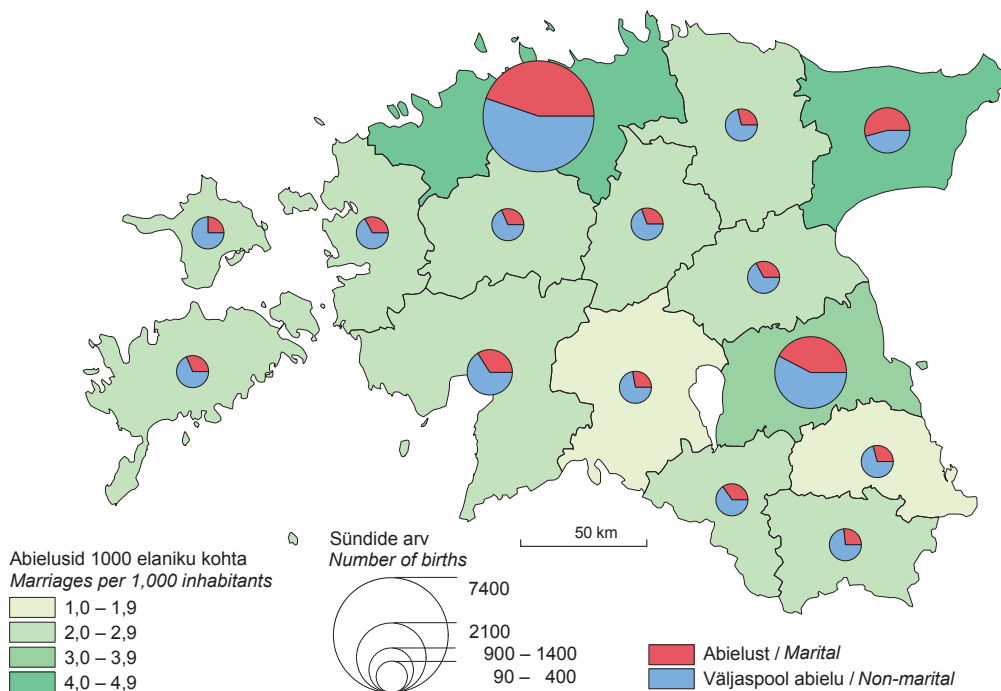 50 km
Abielusid 1000 elaniku kohta
Marriages per 1,000 inhabitants
1,0 – 1,9
2,0 – 2,9
3,0 – 3,9
4,0 – 4,9
Sündide arv
Number of births
7400
2100
900 – 1400
90 – 400
Abielust / Marital
Väljaspool abielu / Non-marital